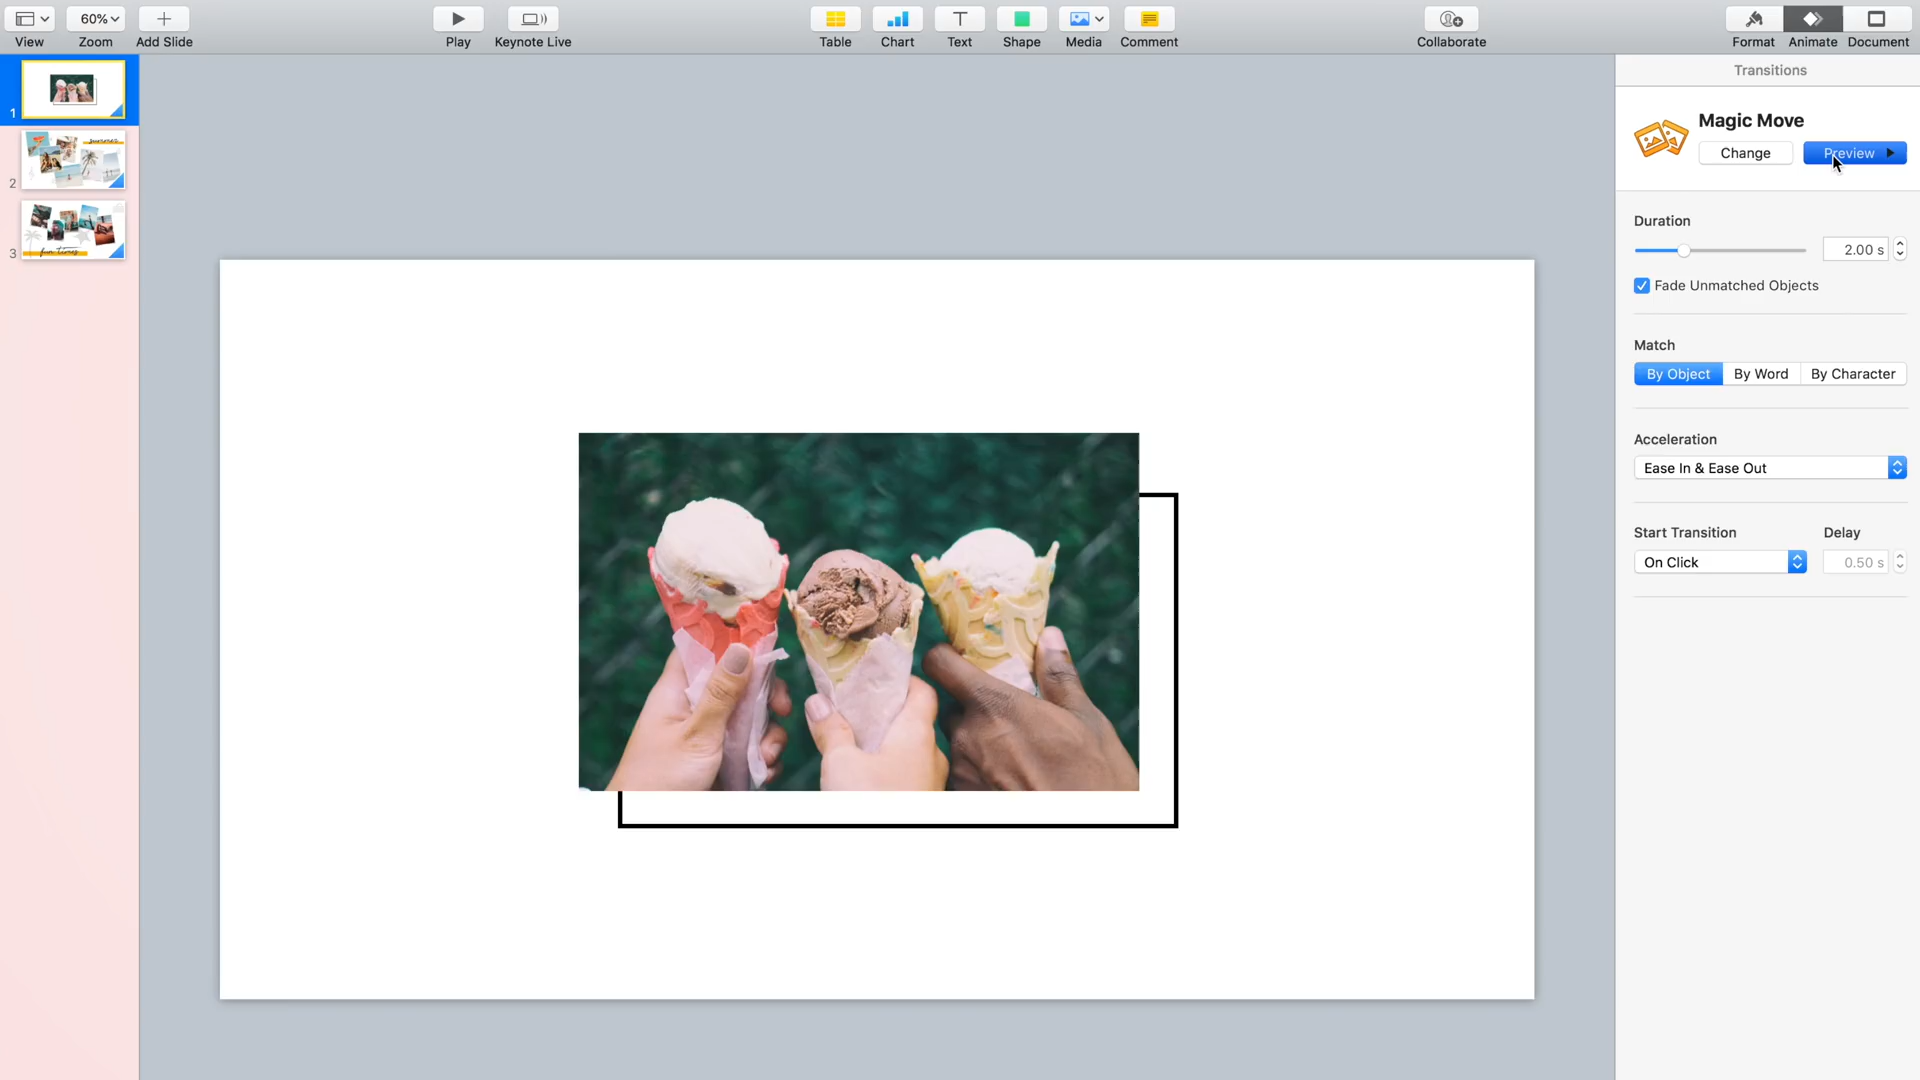 60%
View
Zoom
Add Slide
Play
Keynote Live
Table
Chart
Text
Shape
Media
Comment
Collaborate
Format
Animate
Document
Transitions
Magic Move
Change
Preview
Duration
2.00 s
Fade Unmatched Objects
Match
By Object
By Word
By Character
Acceleration
Ease In & Ease Out
Start Transition
Delay
On Click
0.50 s
1
2
3
fun times